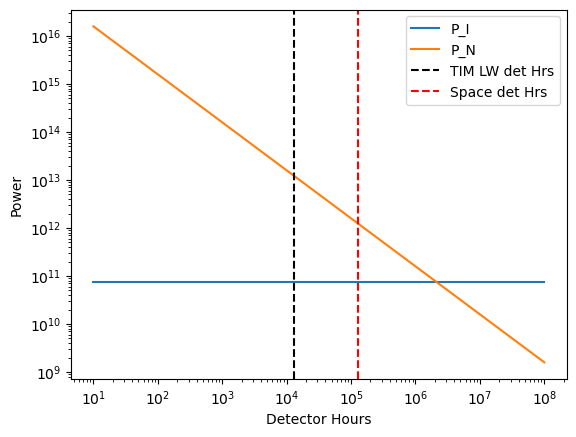 P_I
P_N
TIM LW det Hrs
Space det Hrs
Power
10^16
10^15
10^14
10^13
10^12
10^11
10^10
10^9
10^1 10^2 10^3 10^4 10^5 10^6 10^7 10^8
Detector Hours